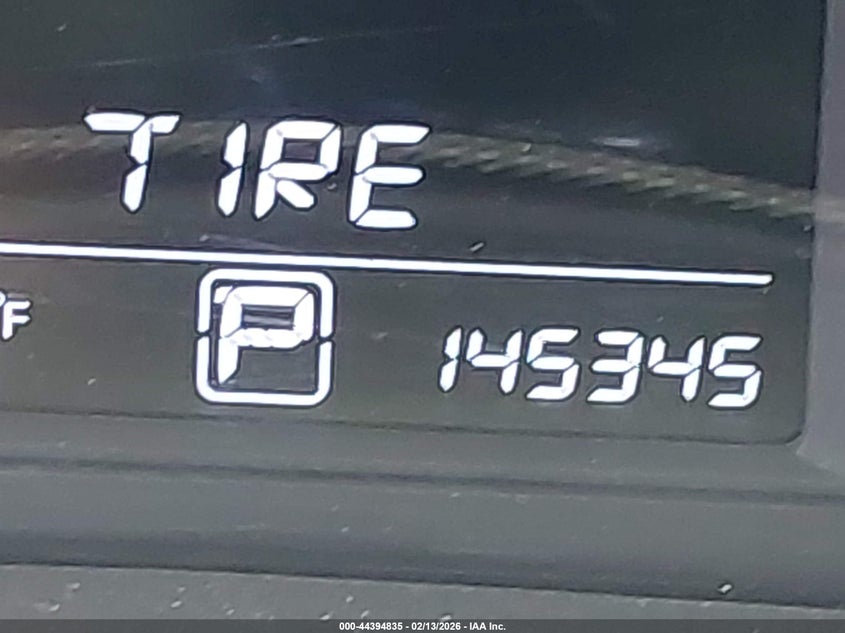 TIRE
°F P 145345
000-44394835 - 02/13/2026 - IAA Inc.